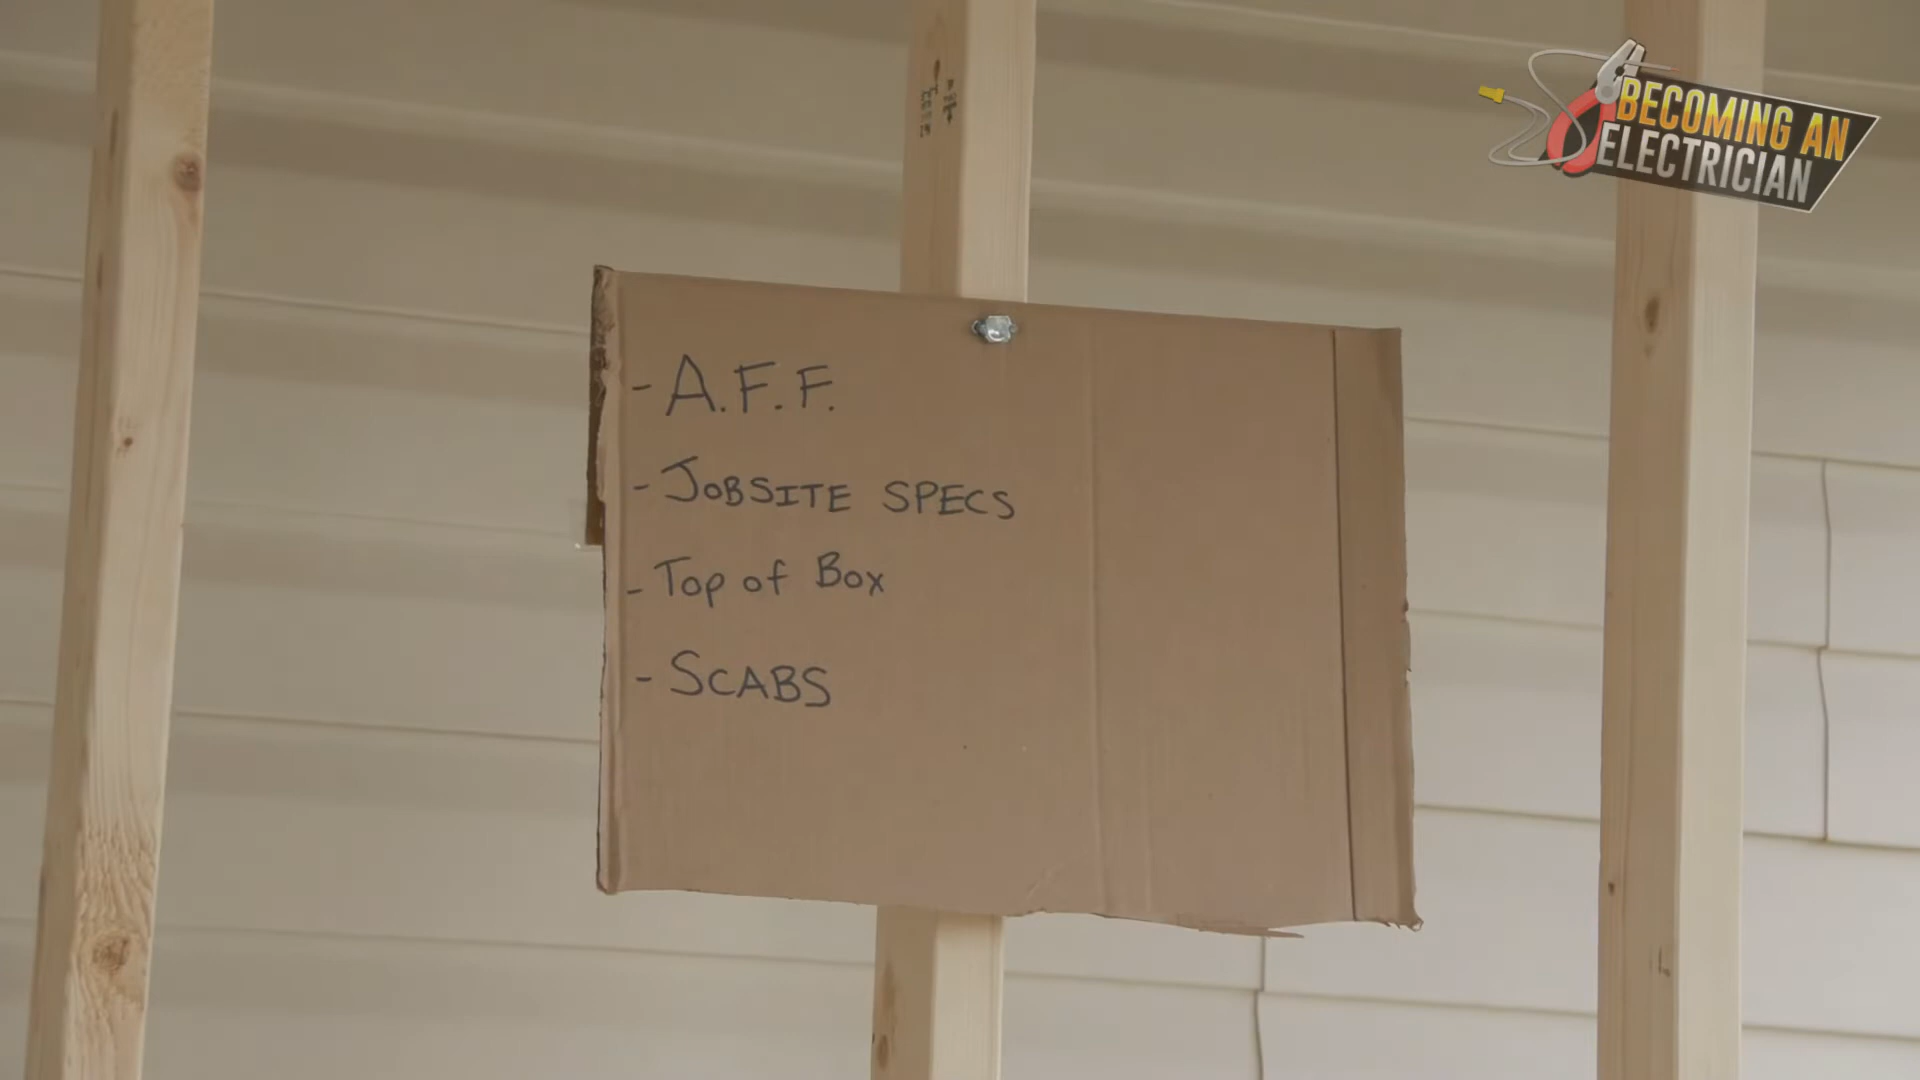 BECOMING AN
ELECTRICIAN
- A.F.F.
- JOBSITE SPECS
- Top of Box
- SCABS